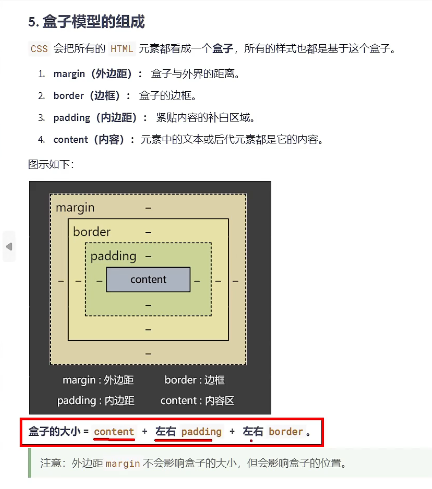 5. 盒子模型的组成
CSS 会把所有的 HTML 元素都看成一个盒子，所有的样式也都是基于这个盒子。
1. margin（外边距）： 盒子与外界的距离。
2. border（边框）： 盒子的边框。
3. padding（内边距）： 紧贴内容的补白区域。
4. content（内容）：元素中的文本或后代元素都是它的内容。
图示如下：
margin –
border –
padding –
– – – content – – –
–
–
–
margin : 外边距 border : 边框
padding : 内边距 content : 内容区
盒子的大小 = content + 左右 padding + 左右 border 。
注意：外边距 margin 不会影响盒子的大小，但会影响盒子的位置。